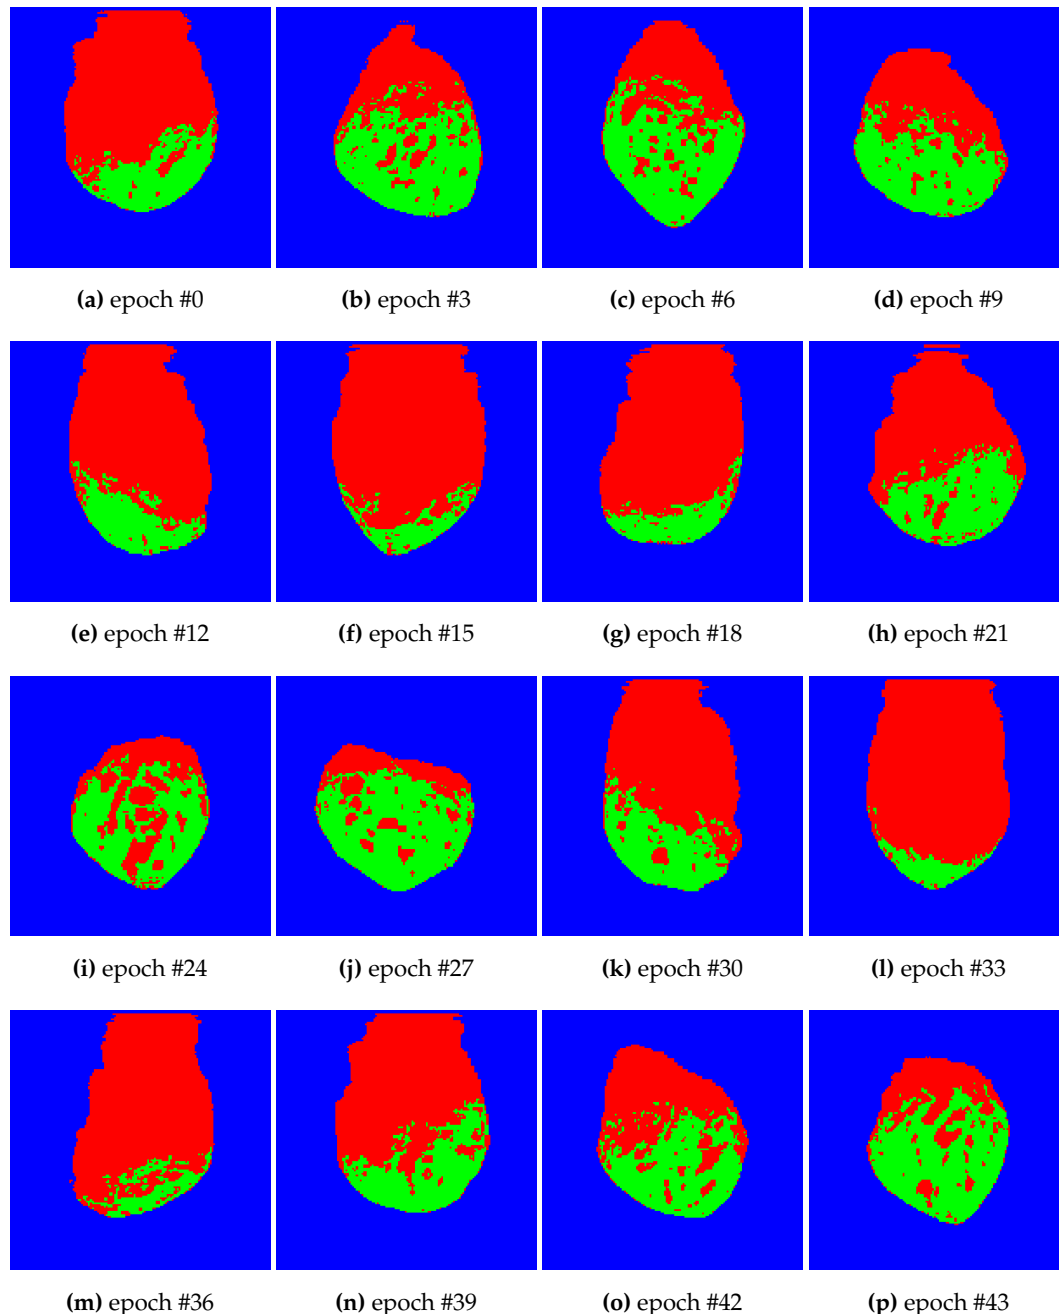 (a) epoch #0 (b) epoch #3 (c) epoch #6 (d) epoch #9
(e) epoch #12 (f) epoch #15 (g) epoch #18 (h) epoch #21
(i) epoch #24 (j) epoch #27 (k) epoch #30 (l) epoch #33
(m) epoch #36 (n) epoch #39 (o) epoch #42 (p) epoch #43